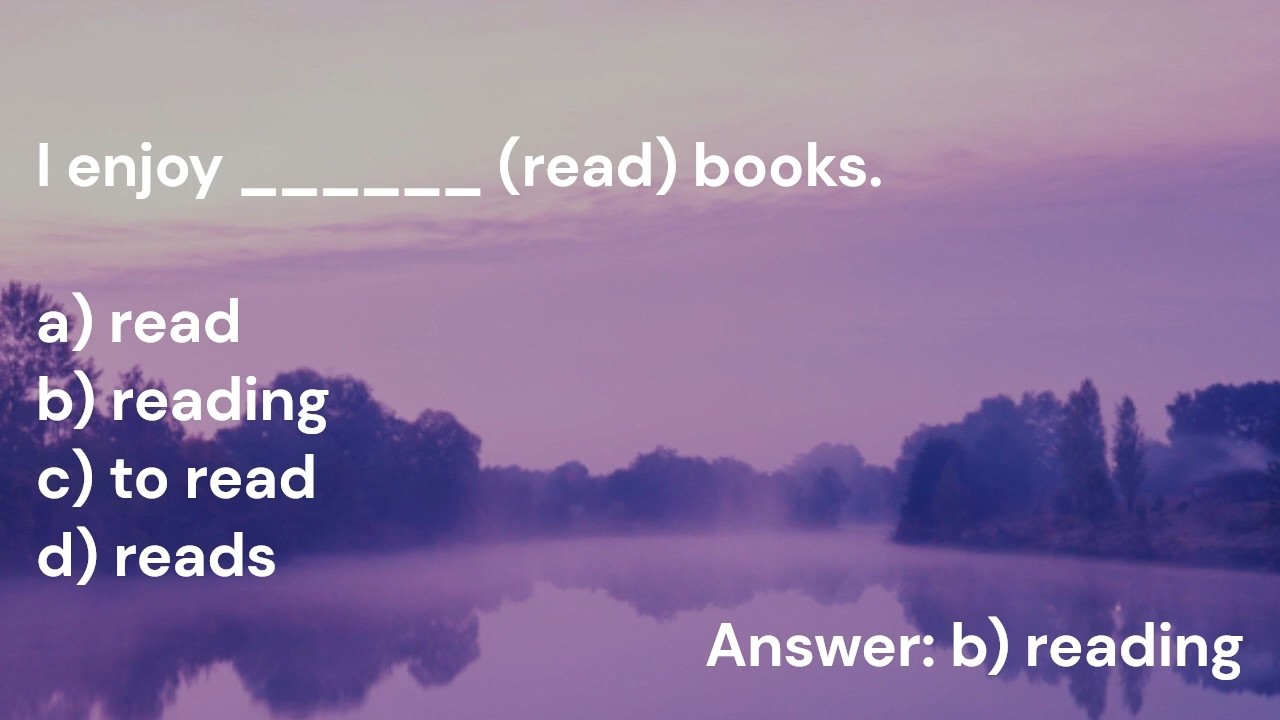 I enjoy ______ (read) books.
a) read
b) reading
c) to read
d) reads
Answer: b) reading